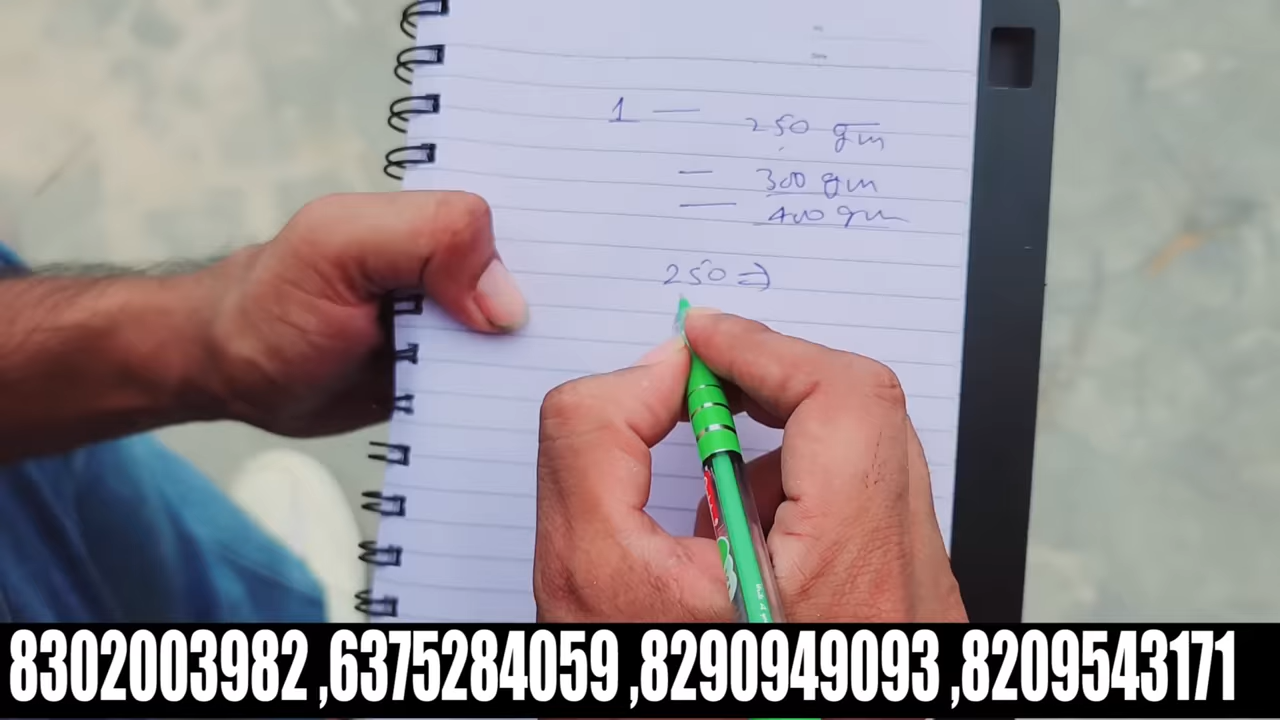 1 — 250 gm
— 300 gm
— 400 gm
250 ⇒
8302003982 ,6375284059 ,8290949093 ,8209543171